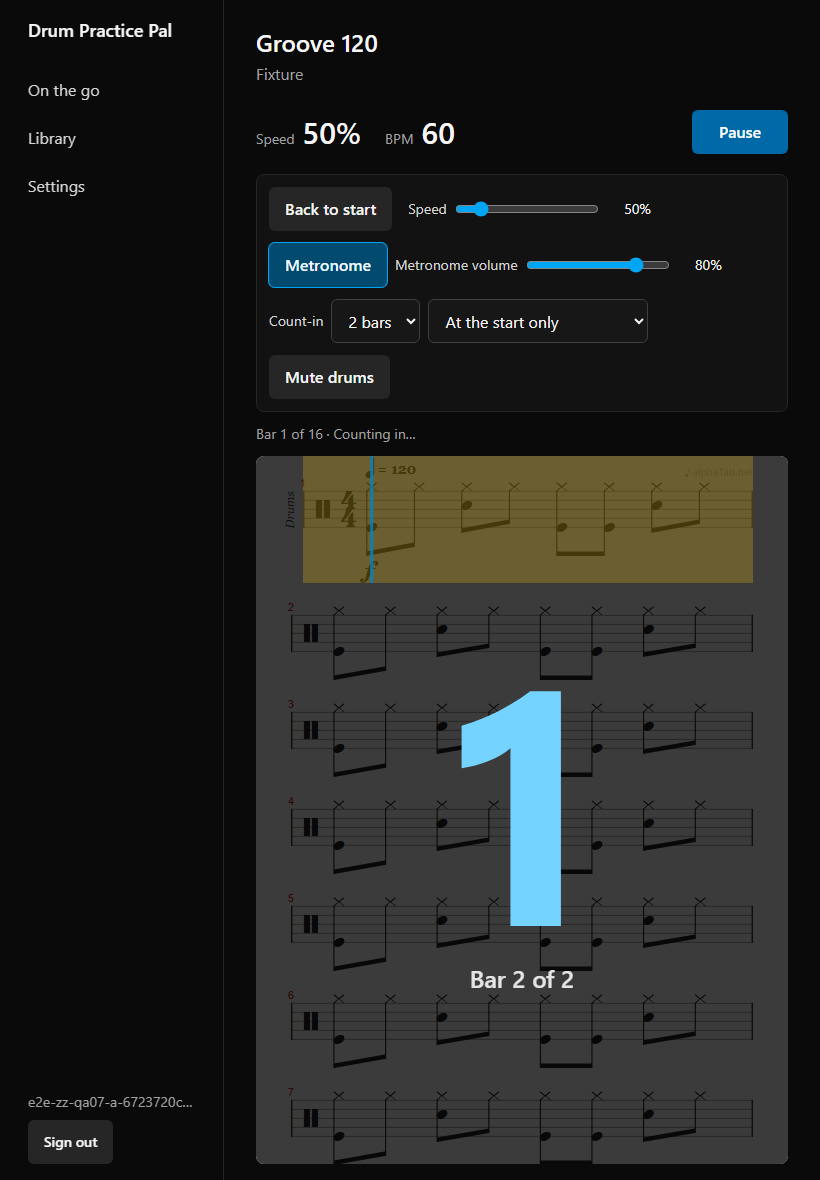 Drum Practice Pal
On the go
Library
Settings
e2e-zz-qa07-a-6723720c...
Sign out
Groove 120
Fixture
Speed 50% BPM 60
Pause
Back to start Speed 50%
Metronome Metronome volume 80%
Count-in 2 bars At the start only
Mute drums
Bar 1 of 16 · Counting in...
= 120
♪ alphaTab.net
1
Drums
4
4
f
2
3
4
5
6
7
1
Bar 2 of 2